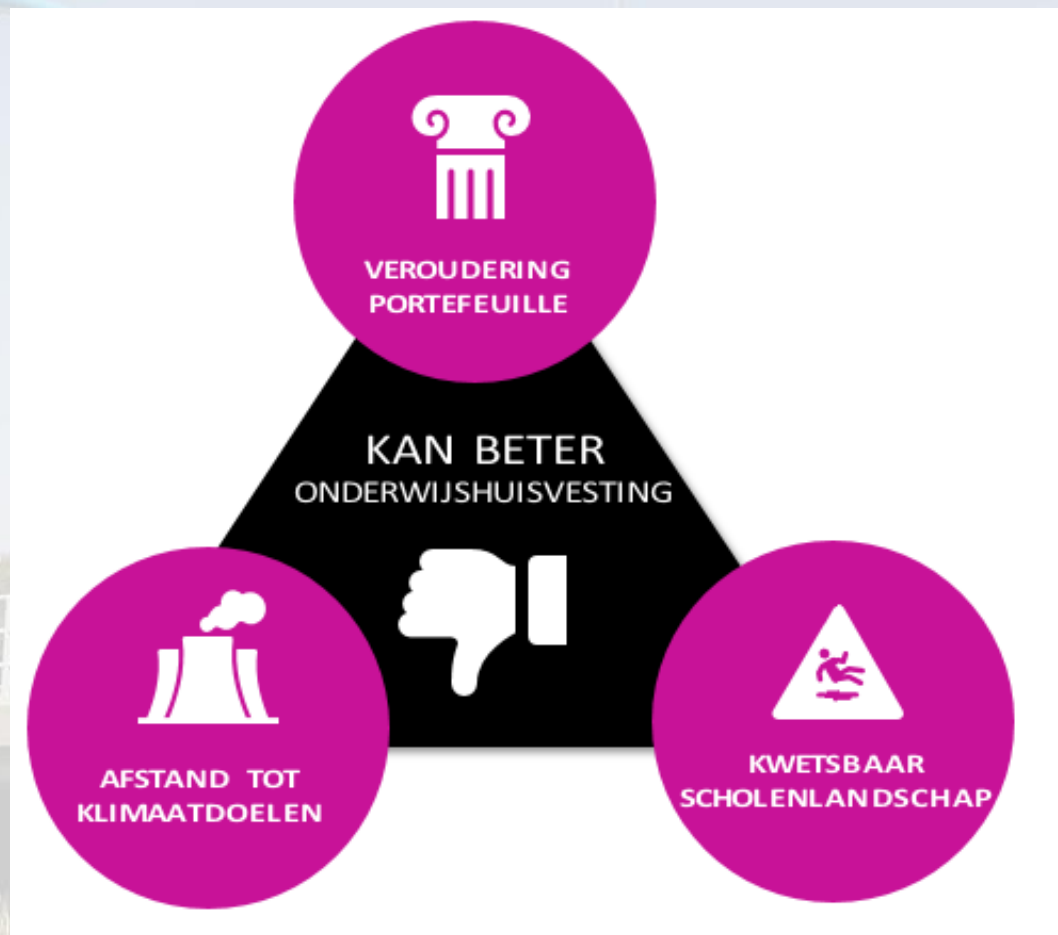 VEROUDERING
PORTEFEUILLE
KAN BETER
ONDERWIJSHUISVESTING
AFSTAND TOT
KLIMAATDOELEN
KWETSBAAR
SCHOLENLANDSCHAP